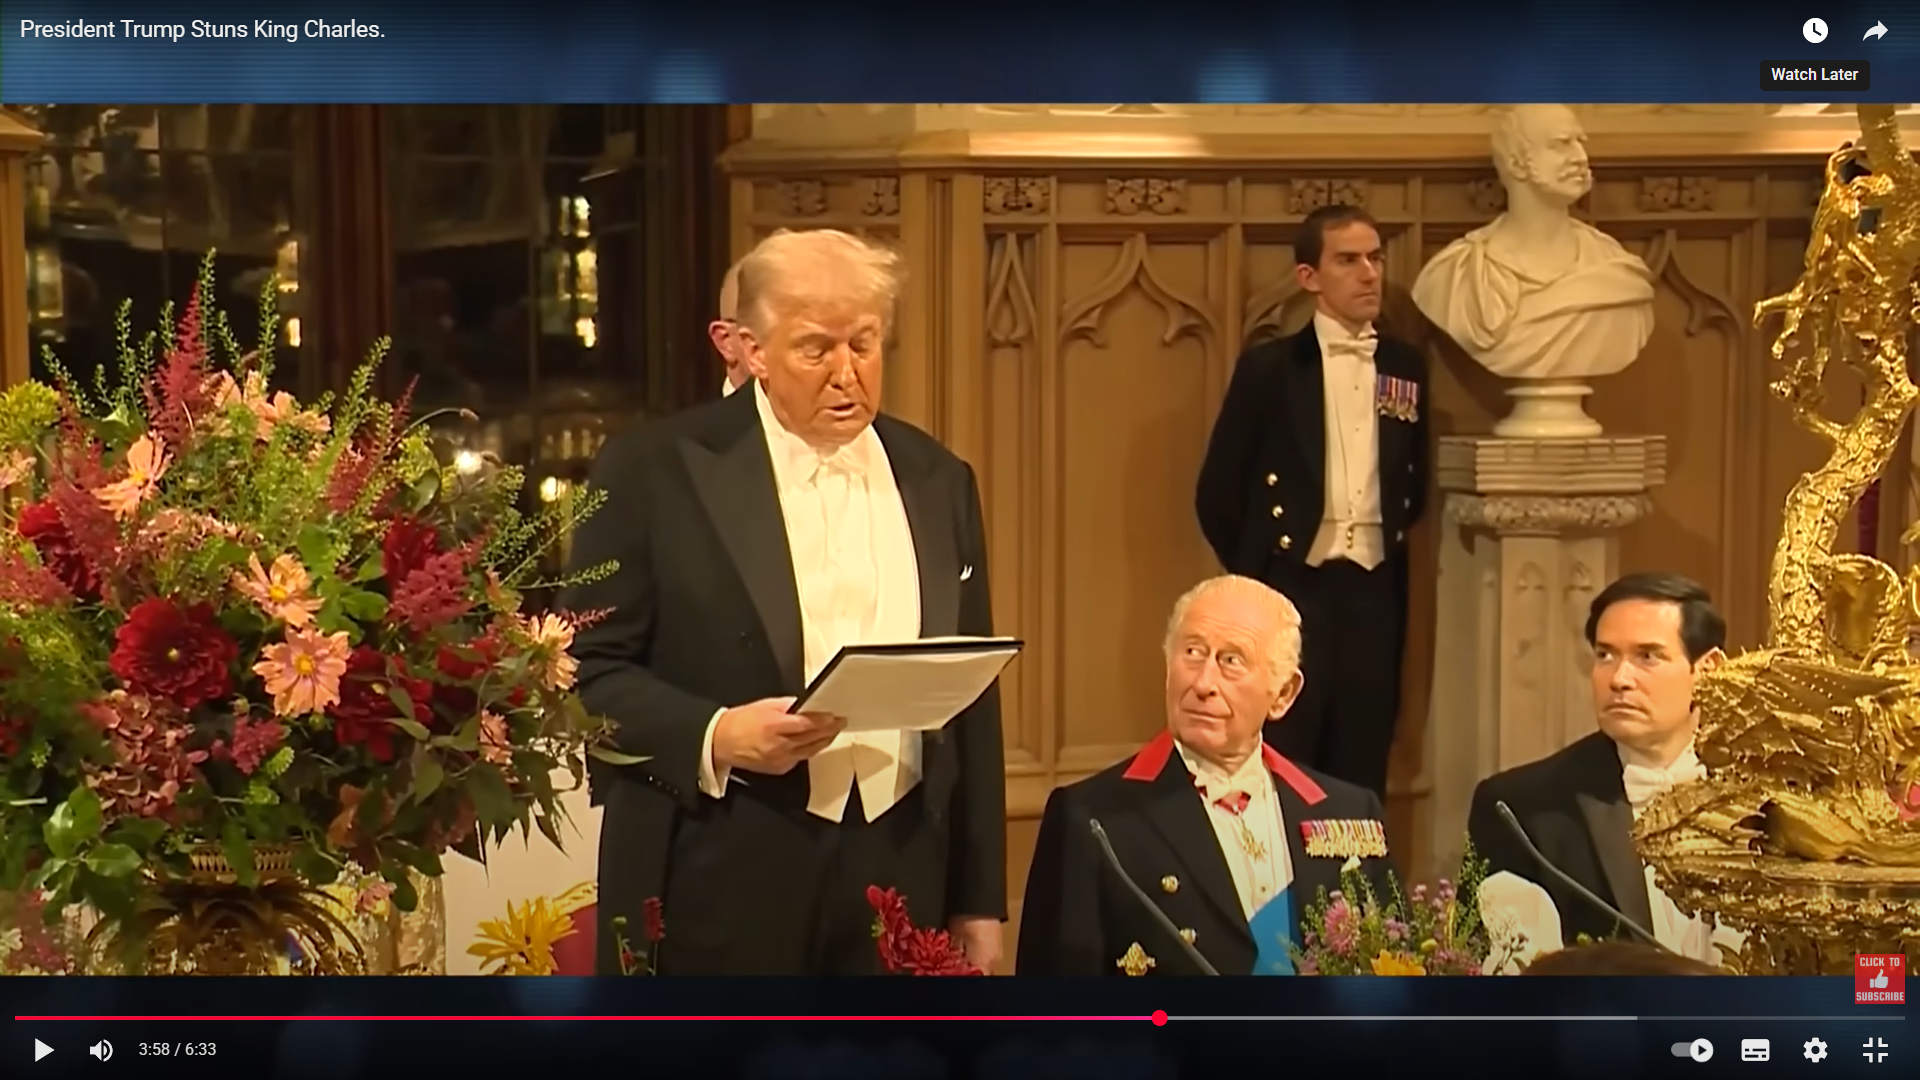 President Trump Stuns King Charles.
Watch Later
CLICK TO
SUBSCRIBE
3:58 / 6:33